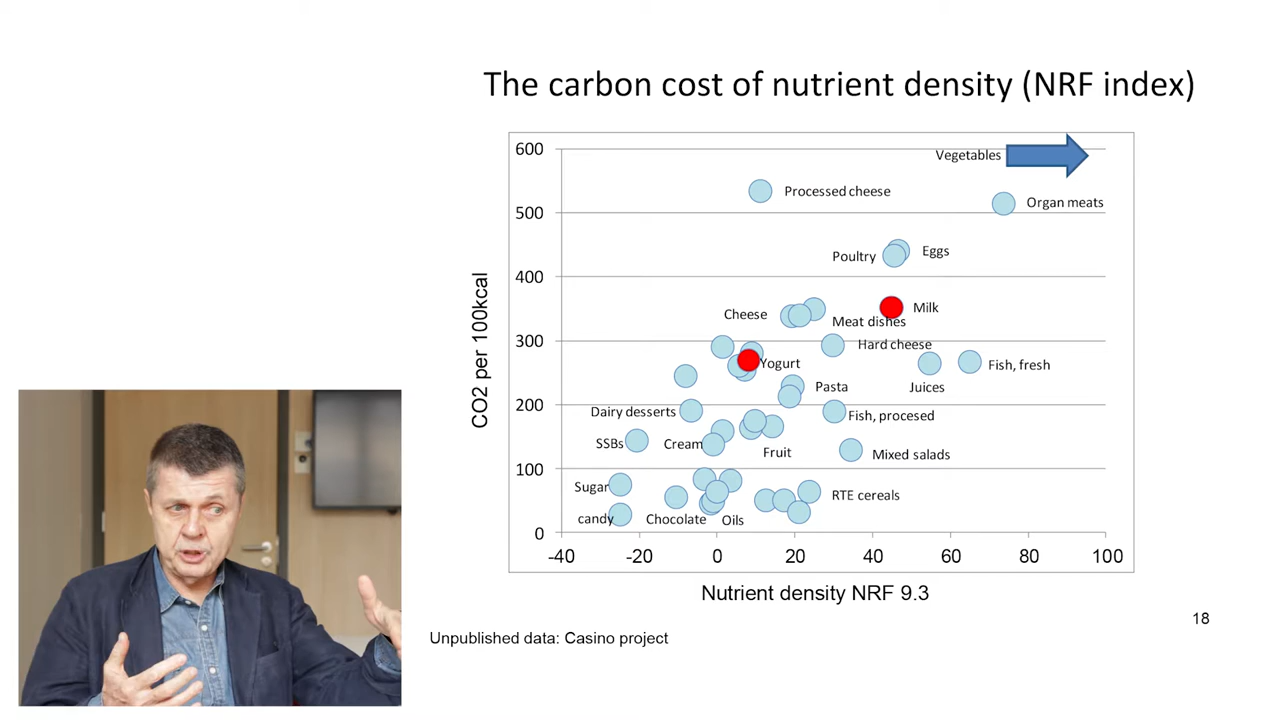 The carbon cost of nutrient density (NRF index)
600
Vegetables
Processed cheese
Organ meats
500
Eggs
Poultry
400
Milk
Cheese
Meat dishes
300
Hard cheese
Yogurt
Fish, fresh
Pasta
Juices
200
Dairy desserts
Fish, procesed
SSBs
Cream
Fruit
Mixed salads
100
Sugar
RTE cereals
candy
Chocolate
Oils
0
-40
-20
0
20
40
60
80
100
CO2 per 100kcal
Nutrient density NRF 9.3
18
Unpublished data: Casino project